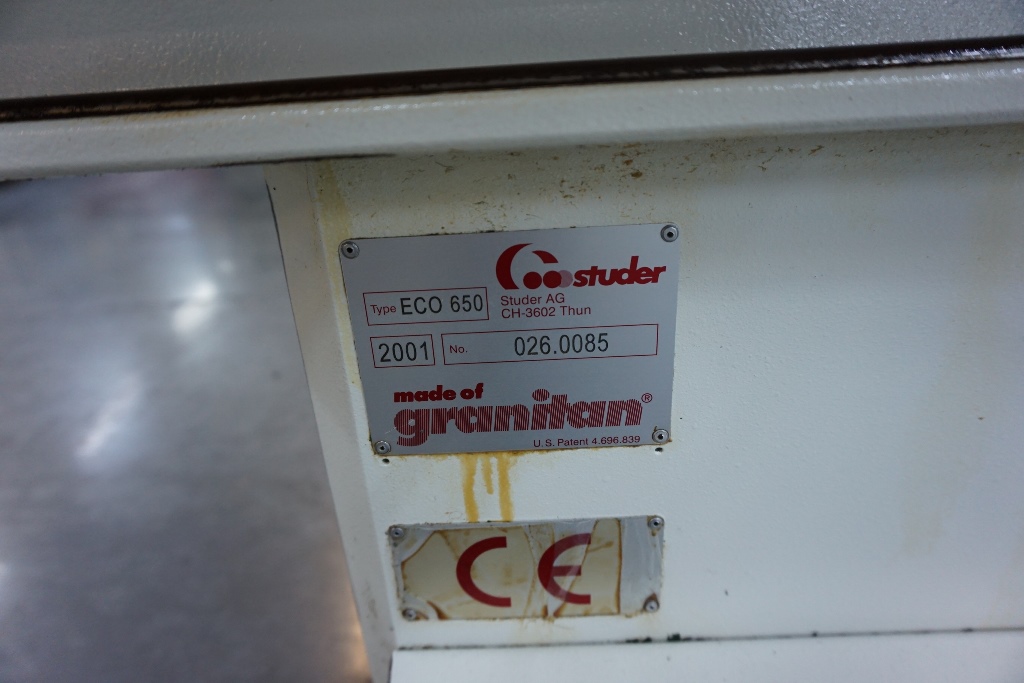 studer
Type ECO 650
Studer AG
CH-3602 Thun
2001 No. 026.0085
made of
granitan®
U.S. Patent 4.696.839
CE